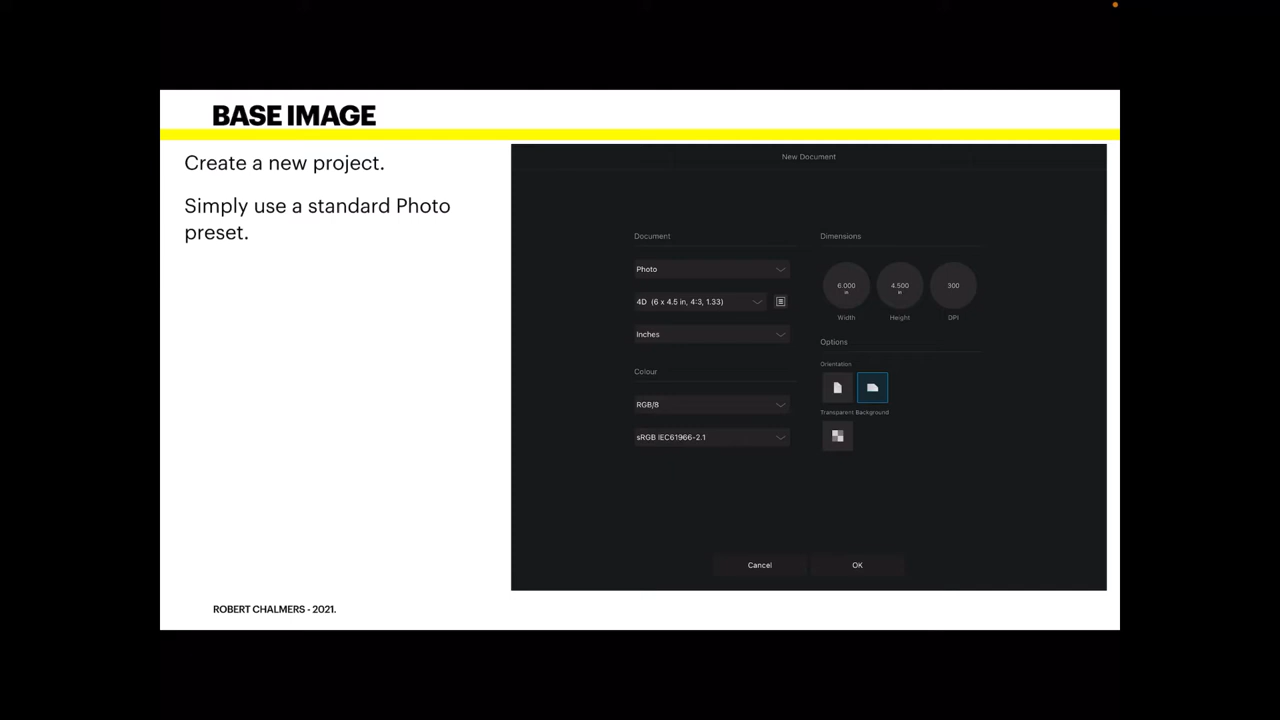 BASE IMAGE
Create a new project.
Simply use a standard Photo
preset.
New Document
Document
Photo
4D (6 x 4.5 in, 4:3, 1.33)
Inches
Colour
RGB/8
sRGB IEC61966-2.1
Dimensions
6.000 4.500 300
in in
Width Height DPI
Options
Orientation
Transparent Background
Cancel OK
ROBERT CHALMERS - 2021.